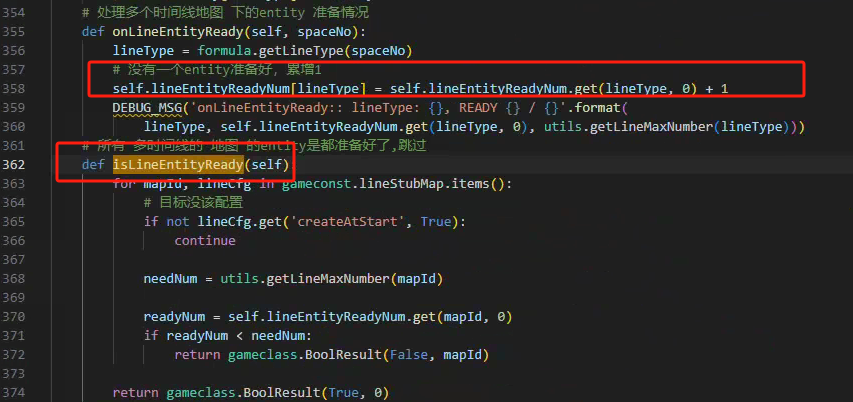 354 # 处理多个时间线地图 下的entity 准备情况
355 def onLineEntityReady(self, spaceNo):
356 lineType = formula.getLineType(spaceNo)
357 # 没有一个entity准备好，累增1
358 self.lineEntityReadyNum[lineType] = self.lineEntityReadyNum.get(lineType, 0) + 1
359 DEBUG_MSG('onLineEntityReady:: lineType: {}, READY {} / {}'.format(
360 lineType, self.lineEntityReadyNum.get(lineType, 0), utils.getLineMaxNumber(lineType)))
361 # 所有 多时间线的 地图 的entity是都准备好了,跳过
362 def isLineEntityReady(self)
363 for mapId, lineCfg in gameconst.lineStubMap.items():
364 # 目标没该配置
365 if not lineCfg.get('createAtStart', True):
366 continue
367
368 needNum = utils.getLineMaxNumber(mapId)
369
370 readyNum = self.lineEntityReadyNum.get(mapId, 0)
371 if readyNum < needNum:
372 return gameclass.BoolResult(False, mapId)
373
374 return gameclass.BoolResult(True, 0)